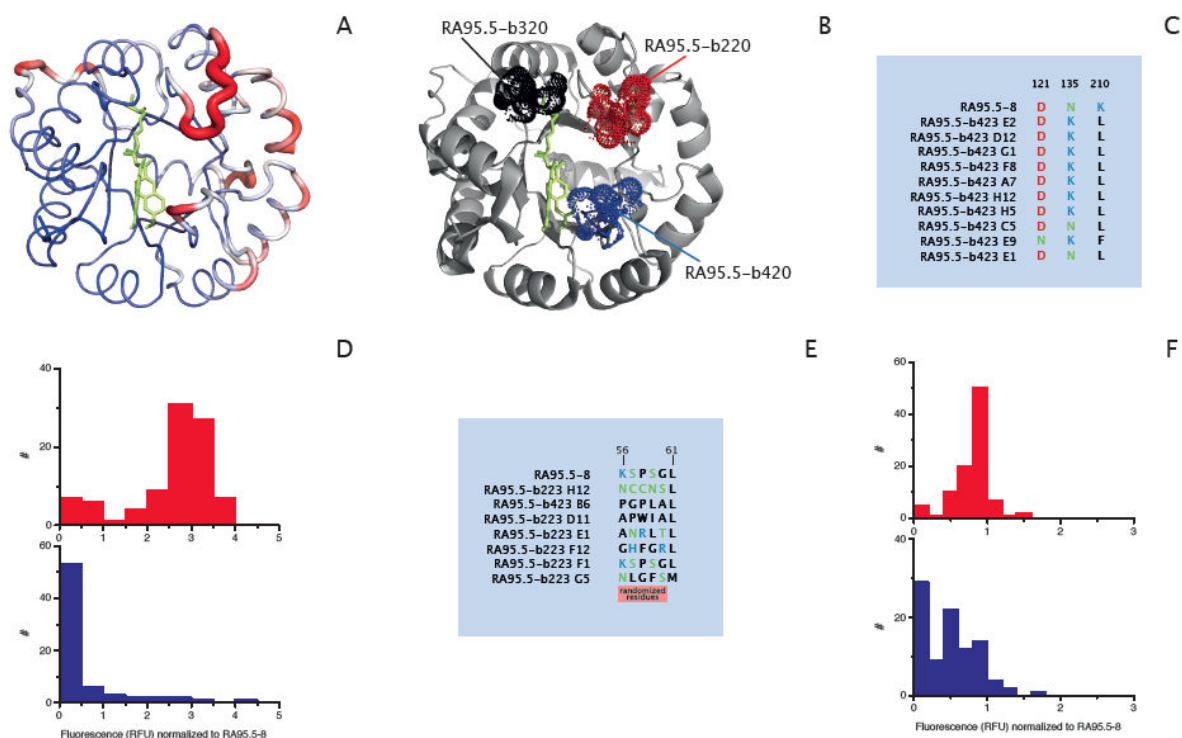 A
RA95.5-b320
RA95.5-b220
RA95.5-b420
B
C
121 135 210
RA95.5-8 D N K
RA95.5-b423 E2 D K L
RA95.5-b423 D12 D K L
RA95.5-b423 G1 D K L
RA95.5-b423 F8 D K L
RA95.5-b423 A7 D K L
RA95.5-b423 H12 D K L
RA95.5-b423 H5 D K L
RA95.5-b423 C5 D N L
RA95.5-b423 E9 N K F
RA95.5-b423 E1 D N L
D
40
20
0
#
0 1 2 3 4 5
60
40
20
0
#
0 1 2 3 4 5
Fluorescence (RFU) normalized to RA95.5-8
E
56 61
RA95.5-8 KSPSGL
RA95.5-b223 H12 NCCNSL
RA95.5-b423 B6 PGPLAL
RA95.5-b223 D11 APWIAL
RA95.5-b223 E1 ANRLTL
RA95.5-b223 F12 GHFGRL
RA95.5-b223 F1 KSPSGL
RA95.5-b223 G5 NLGFSM
randomized
residues
F
60
40
20
0
#
0 1 2 3
40
20
0
#
0 1 2 3
Fluorescence (RFU) normalized to RA95.5-8